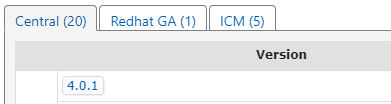 Central (20) Redhat GA (1) ICM (5)
Version
4.0.1